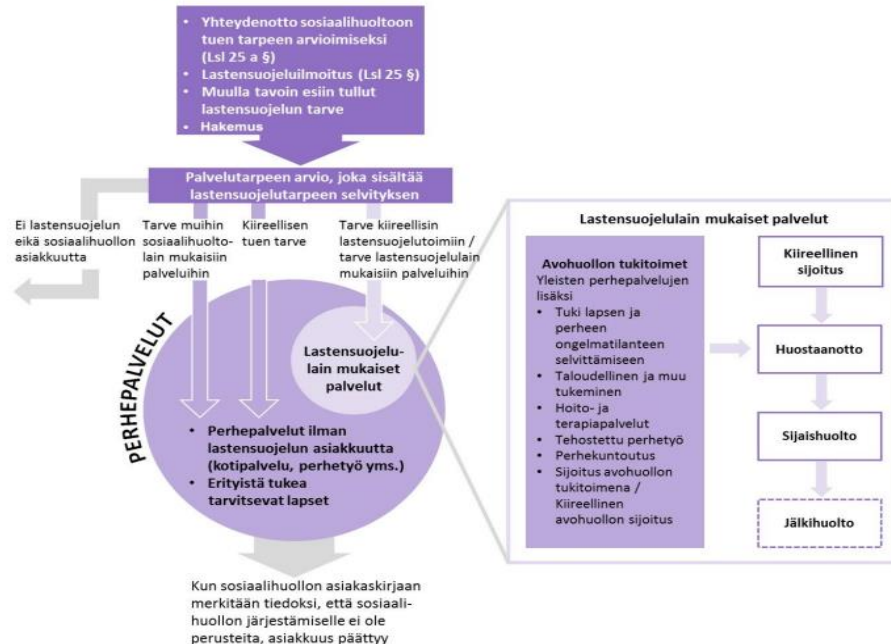 • Yhteydenotto sosiaalihuoltoon
tuen tarpeen arvioimiseksi
(Lsl 25 a §)
• Lastensuojeluilmoitus (Lsl 25 §)
• Muulla tavoin esiin tullut
lastensuojelun tarve
• Hakemus
Palvelutarpeen arvio, joka sisältää
lastensuojelutarpeen selvityksen
Ei lastensuojelun
eikä sosiaalihuollon
asiakkuutta
Tarve muihin
sosiaalihuolto-
lain mukaisiin
palveluihin
Kiireellisen
tuen tarve
Tarve kiireellisin
lastensuojelutoimiin /
tarve lastensuojelulain
mukaisiin palveluihin
PERHEPALVELUT
Lastensuojelu-
lain mukaiset
palvelut
• Perhepalvelut ilman
lastensuojelun asiakkuutta
(kotipalvelu, perhetyö yms.)
• Erityistä tukea
tarvitsevat lapset
Kun sosiaalihuollon asiakaskirjaan
merkitään tiedoksi, että sosiaali-
huollon järjestämiselle ei ole
perusteita, asiakkuus päättyy
Lastensuojelulain mukaiset palvelut
Avohuollon tukitoimet
Yleisten perhepalvelujen
lisäksi
• Tuki lapsen ja
perheen
ongelmatilanteen
selvittämiseen
• Taloudellinen ja muu
tukeminen
• Hoito- ja
terapiapalvelut
• Tehostettu perhetyö
• Perhekuntoutus
• Sijoitus avohuollon
tukitoimena /
Kiireellinen
avohuollon sijoitus
Kiireellinen
sijoitus
Huostaanotto
Sijaishuolto
Jälkihuolto